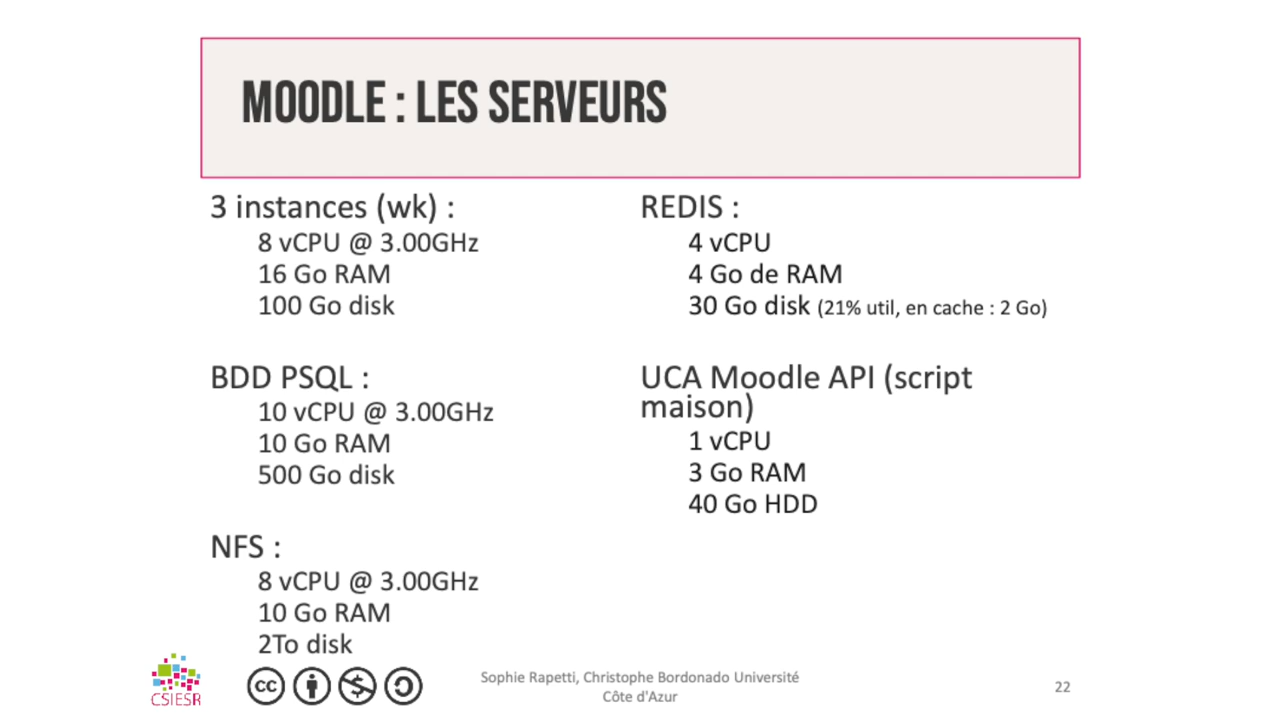 MOODLE : LES SERVEURS
3 instances (wk) :
8 vCPU @ 3.00GHz
16 Go RAM
100 Go disk
BDD PSQL :
10 vCPU @ 3.00GHz
10 Go RAM
500 Go disk
NFS :
8 vCPU @ 3.00GHz
10 Go RAM
2To disk
REDIS :
4 vCPU
4 Go de RAM
30 Go disk (21% util, en cache : 2 Go)
UCA Moodle API (script
maison)
1 vCPU
3 Go RAM
40 Go HDD
CSIESR
cc
Sophie Rapetti, Christophe Bordonado Université
Côte d'Azur
22